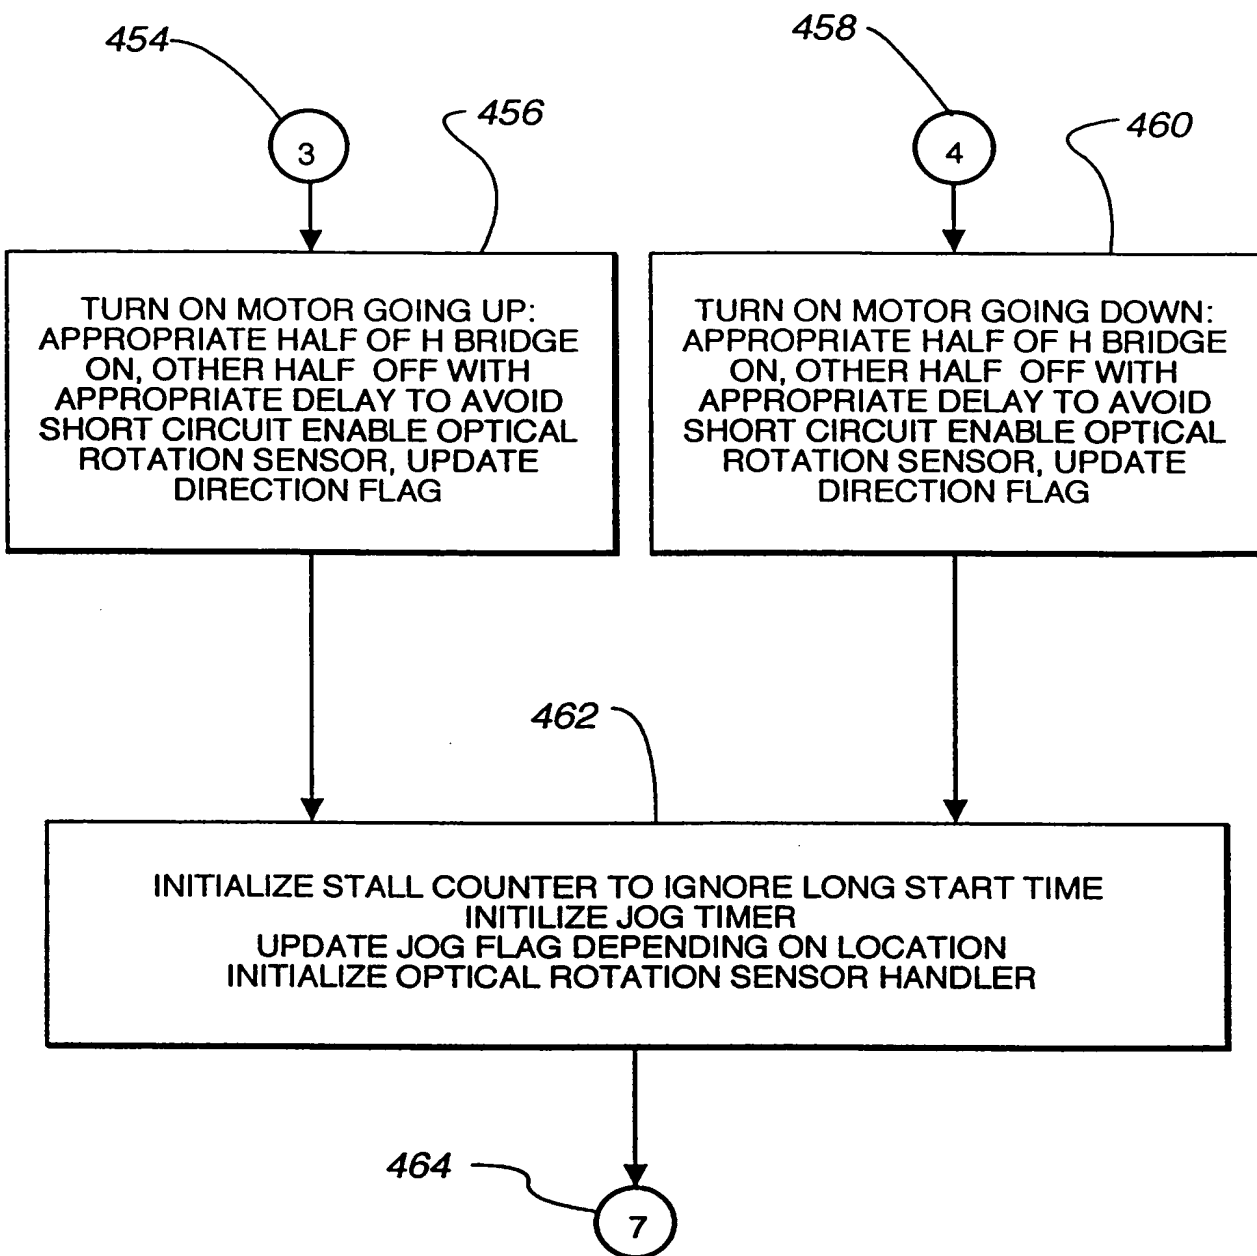 454
458
456
460
3
4
TURN ON MOTOR GOING UP:
APPROPRIATE HALF OF H BRIDGE
ON, OTHER HALF OFF WITH
APPROPRIATE DELAY TO AVOID
SHORT CIRCUIT ENABLE OPTICAL
ROTATION SENSOR, UPDATE
DIRECTION FLAG
TURN ON MOTOR GOING DOWN:
APPROPRIATE HALF OF H BRIDGE
ON, OTHER HALF OFF WITH
APPROPRIATE DELAY TO AVOID
SHORT CIRCUIT ENABLE OPTICAL
ROTATION SENSOR, UPDATE
DIRECTION FLAG
462
INITIALIZE STALL COUNTER TO IGNORE LONG START TIME
INITILIZE JOG TIMER
UPDATE JOG FLAG DEPENDING ON LOCATION
INITIALIZE OPTICAL ROTATION SENSOR HANDLER
464
7